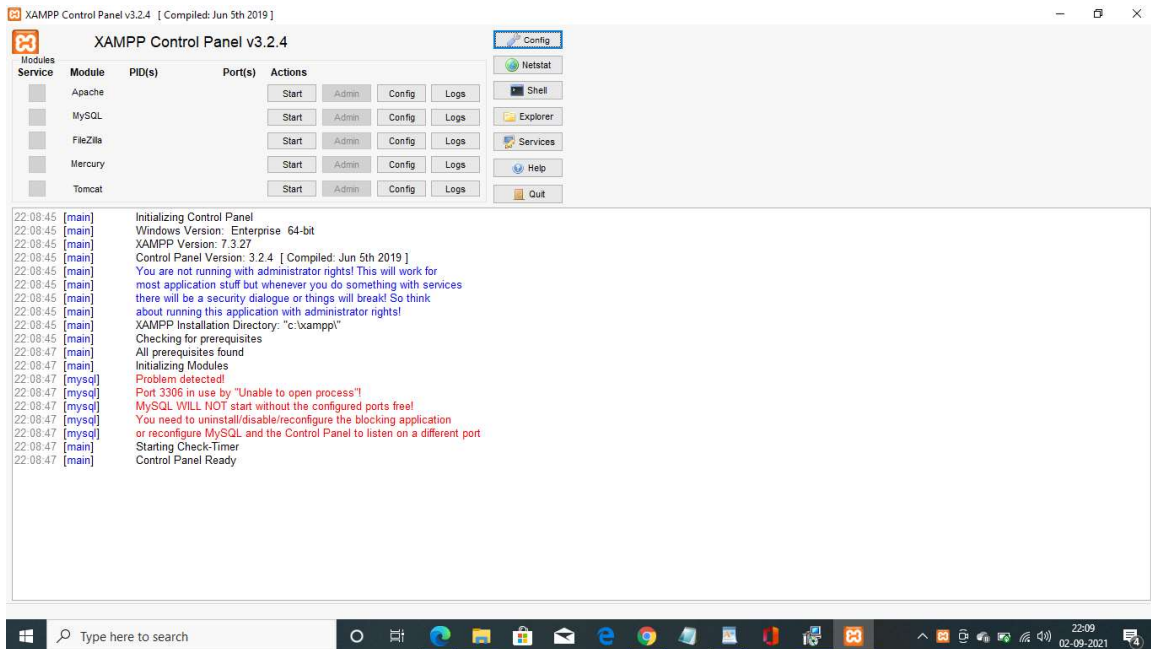 XAMPP Control Panel v3.2.4 [ Compiled: Jun 5th 2019 ]
XAMPP Control Panel v3.2.4
Config
Modules
Service Module PID(s) Port(s) Actions
Netstat
Apache Start Admin Config Logs
Shell
MySQL Start Admin Config Logs
Explorer
FileZilla Start Admin Config Logs
Services
Mercury Start Admin Config Logs
Help
Tomcat Start Admin Config Logs
Quit
22:08:45 [main] Initializing Control Panel
22:08:45 [main] Windows Version: Enterprise 64-bit
22:08:45 [main] XAMPP Version: 7.3.27
22:08:45 [main] Control Panel Version: 3.2.4 [ Compiled: Jun 5th 2019 ]
22:08:45 [main] You are not running with administrator rights! This will work for
22:08:45 [main] most application stuff but whenever you do something with services
22:08:45 [main] there will be a security dialogue or things will break! So think
22:08:45 [main] about running this application with administrator rights!
22:08:45 [main] XAMPP Installation Directory: "c:\xampp\"
22:08:45 [main] Checking for prerequisites
22:08:47 [main] All prerequisites found
22:08:47 [main] Initializing Modules
22:08:47 [mysql] Problem detected!
22:08:47 [mysql] Port 3306 in use by "Unable to open process"!
22:08:47 [mysql] MySQL WILL NOT start without the configured ports free!
22:08:47 [mysql] You need to uninstall/disable/reconfigure the blocking application
22:08:47 [mysql] or reconfigure MySQL and the Control Panel to listen on a different port
22:08:47 [main] Starting Check-Timer
22:08:47 [main] Control Panel Ready
Type here to search
22:09
02-09-2021
4